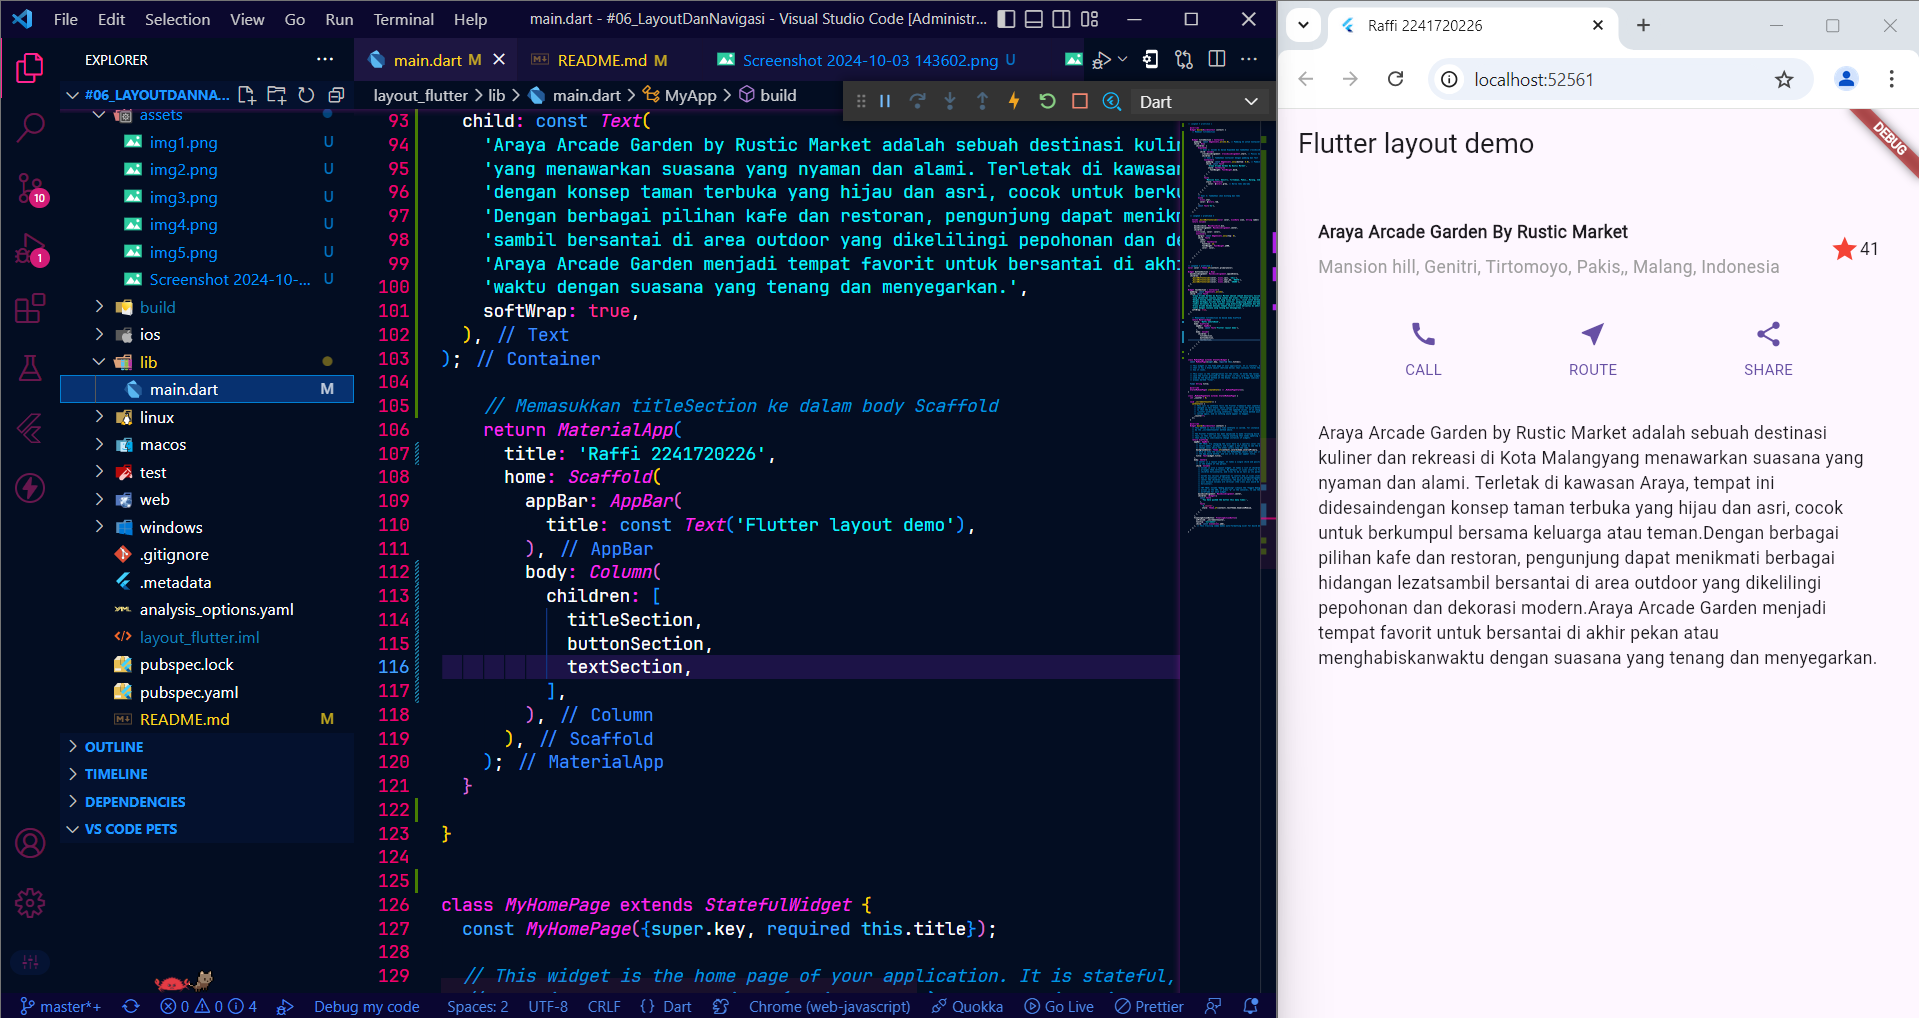 File Edit Selection View Go Run Terminal Help main.dart - #06_LayoutDanNavigasi - Visual Studio Code [Administr...
EXPLORER
#06_LAYOUTDANNA...
assets
img1.png U
img2.png U
img3.png U
img4.png U
img5.png U
Screenshot 2024-10-... U
build
ios
lib
main.dart M
linux
macos
test
web
windows
.gitignore
.metadata
analysis_options.yaml
layout_flutter.iml
pubspec.lock
pubspec.yaml
README.md M
OUTLINE
TIMELINE
DEPENDENCIES
VS CODE PETS
10
1
main.dart M README.md M Screenshot 2024-10-03 143602.png U
layout_flutter > lib > main.dart > MyApp > build
Dart
93 child: const Text(
94 'Araya Arcade Garden by Rustic Market adalah sebuah destinasi kulin
95 'yang menawarkan suasana yang nyaman dan alami. Terletak di kawasan
96 'dengan konsep taman terbuka yang hijau dan asri, cocok untuk berku
97 'Dengan berbagai pilihan kafe dan restoran, pengunjung dapat menikm
98 'sambil bersantai di area outdoor yang dikelilingi pepohonan dan de
99 'Araya Arcade Garden menjadi tempat favorit untuk bersantai di akhi
100 'waktu dengan suasana yang tenang dan menyegarkan.',
101 softWrap: true,
102 ), // Text
103 ); // Container
104
105 // Memasukkan titleSection ke dalam body Scaffold
106 return MaterialApp(
107 title: 'Raffi 2241720226',
108 home: Scaffold(
109 appBar: AppBar(
110 title: const Text('Flutter layout demo'),
111 ), // AppBar
112 body: Column(
113 children: [
114 titleSection,
115 buttonSection,
116 textSection,
117 ],
118 ), // Column
119 ), // Scaffold
120 ); // MaterialApp
121 }
122
123 }
124
125
126 class MyHomePage extends StatefulWidget {
127 const MyHomePage({super.key, required this.title});
128
129 // This widget is the home page of your application. It is stateful,
master*+ 0 0 4 Debug my code Spaces: 2 UTF-8 CRLF {} Dart Chrome (web-javascript) Quokka Go Live Prettier
Raffi 2241720226
localhost:52561
DEBUG
Flutter layout demo
Araya Arcade Garden By Rustic Market
Mansion hill, Genitri, Tirtomoyo, Pakis,, Malang, Indonesia
41
CALL ROUTE SHARE
Araya Arcade Garden by Rustic Market adalah sebuah destinasi
kuliner dan rekreasi di Kota Malangyang menawarkan suasana yang
nyaman dan alami. Terletak di kawasan Araya, tempat ini
didesaindengan konsep taman terbuka yang hijau dan asri, cocok
untuk berkumpul bersama keluarga atau teman.Dengan berbagai
pilihan kafe dan restoran, pengunjung dapat menikmati berbagai
hidangan lezatsambil bersantai di area outdoor yang dikelilingi
pepohonan dan dekorasi modern.Araya Arcade Garden menjadi
tempat favorit untuk bersantai di akhir pekan atau
menghabiskanwaktu dengan suasana yang tenang dan menyegarkan.